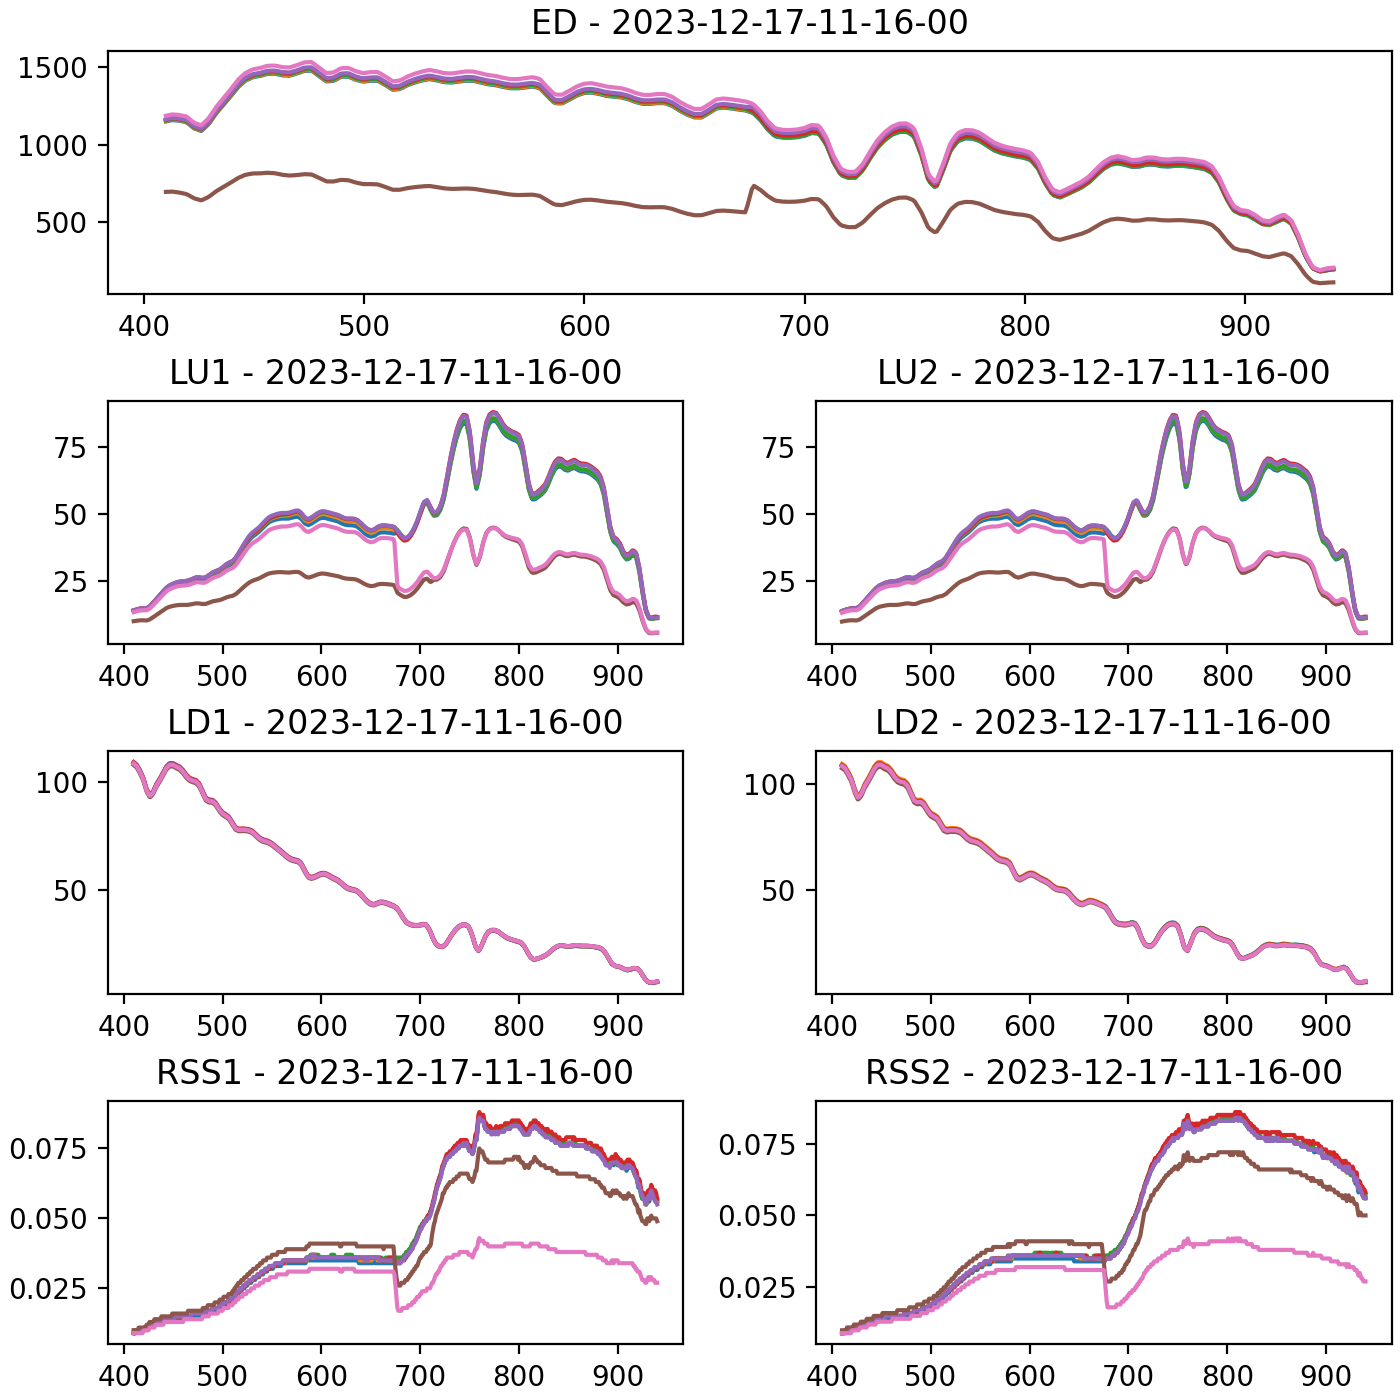 ED - 2023-12-17-11-16-00
1500
1000
500
400 500 600 700 800 900
LU1 - 2023-12-17-11-16-00
75
50
25
400 500 600 700 800 900
LU2 - 2023-12-17-11-16-00
75
50
25
400 500 600 700 800 900
LD1 - 2023-12-17-11-16-00
100
50
400 500 600 700 800 900
LD2 - 2023-12-17-11-16-00
100
50
400 500 600 700 800 900
RSS1 - 2023-12-17-11-16-00
0.075
0.050
0.025
400 500 600 700 800 900
RSS2 - 2023-12-17-11-16-00
0.075
0.050
0.025
400 500 600 700 800 900